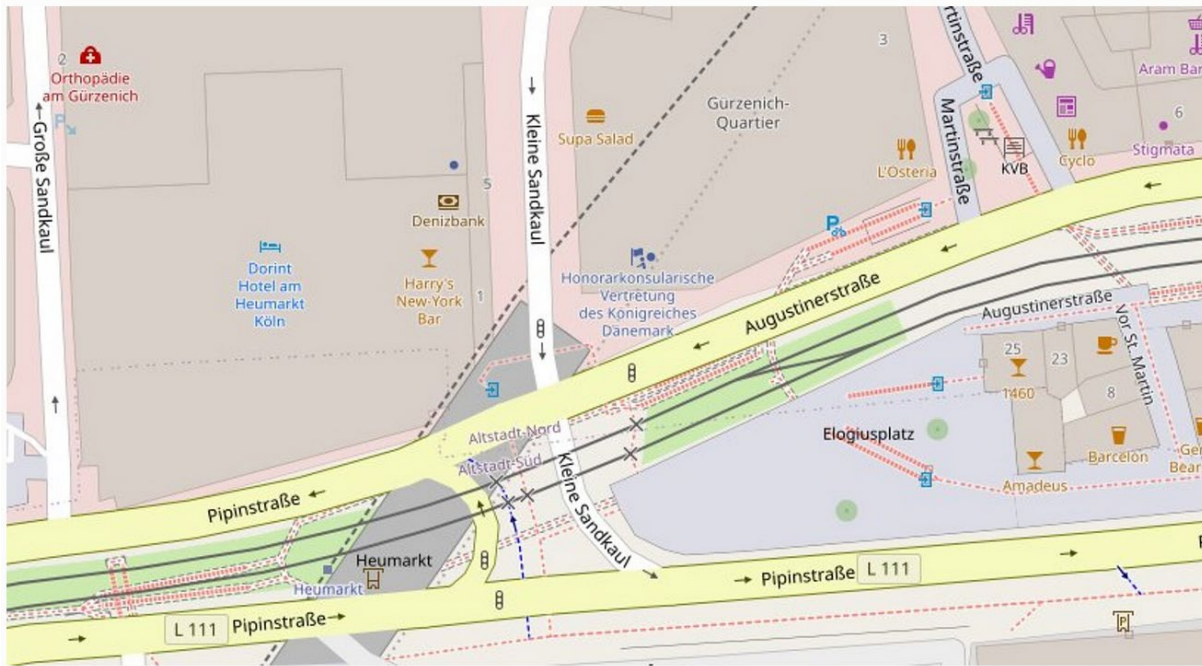 2
Orthopädie
am Gürzenich
P
Große Sandkaul
5
Denizbank
Dorint
Hotel am
Heumarkt
Köln
Harry's
New-York
Bar
1
Kleine Sandkaul
Supa Salad
Gürzenich-
Quartier
3
L'Osteria
P
Honorarkonsularische
Vertretung
des Königreiches
Dänemark
Martinstraße
Martinstraße
KVB
Cyclo
Aram Bar
6
Stigmata
Augustinerstraße
Augustinerstraße
Vor St. Martin
25
23
8
1460
Barcelon
Amadeus
Elogiusplatz
Altstadt-Nord
Altstadt-Süd
Kleine Sandkaul
Pipinstraße
Heumarkt
Heumarkt
L 111
Pipinstraße
Pipinstraße
L 111
P